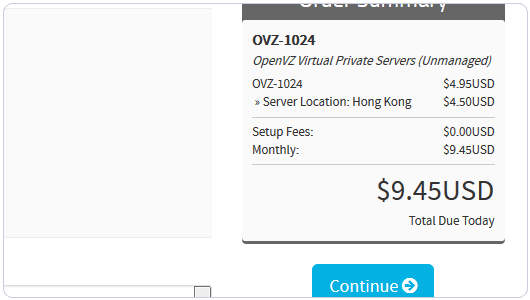 Order Summary
OVZ-1024
OpenVZ Virtual Private Servers (Unmanaged)
OVZ-1024 $4.95USD
» Server Location: Hong Kong $4.50USD
Setup Fees: $0.00USD
Monthly: $9.45USD
$9.45USD
Total Due Today
Continue